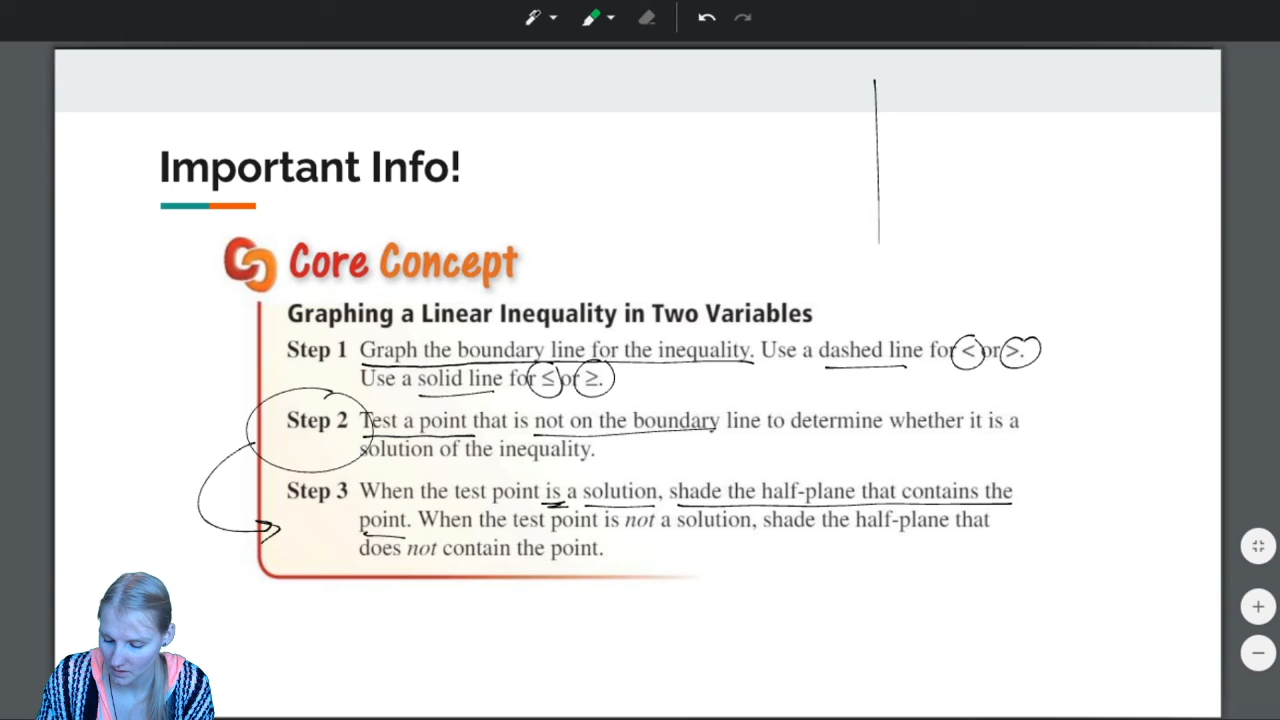 Important Info!
Core Concept
Graphing a Linear Inequality in Two Variables
Step 1 Graph the boundary line for the inequality. Use a dashed line for < or >.
Use a solid line for ≤ or ≥.
Step 2 Test a point that is not on the boundary line to determine whether it is a
solution of the inequality.
Step 3 When the test point is a solution, shade the half-plane that contains the
point. When the test point is not a solution, shade the half-plane that
does not contain the point.